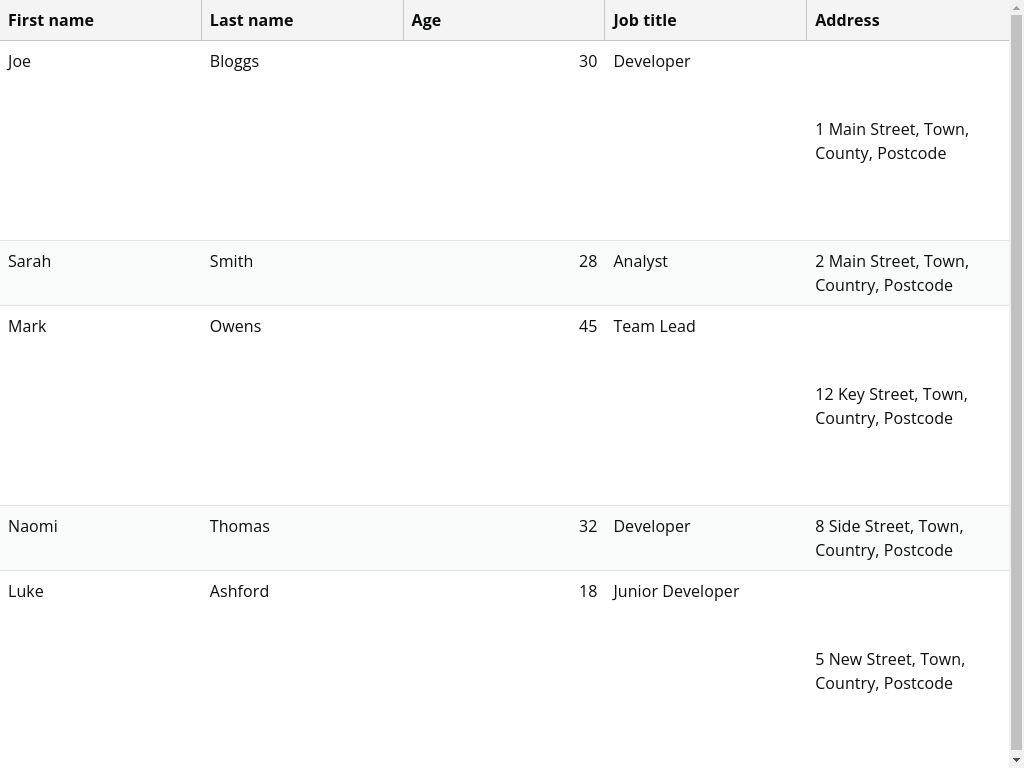 First name Last name Age Job title Address
Joe Bloggs 30 Developer
1 Main Street, Town,
County, Postcode
Sarah Smith 28 Analyst 2 Main Street, Town,
Country, Postcode
Mark Owens 45 Team Lead
12 Key Street, Town,
Country, Postcode
Naomi Thomas 32 Developer 8 Side Street, Town,
Country, Postcode
Luke Ashford 18 Junior Developer
5 New Street, Town,
Country, Postcode